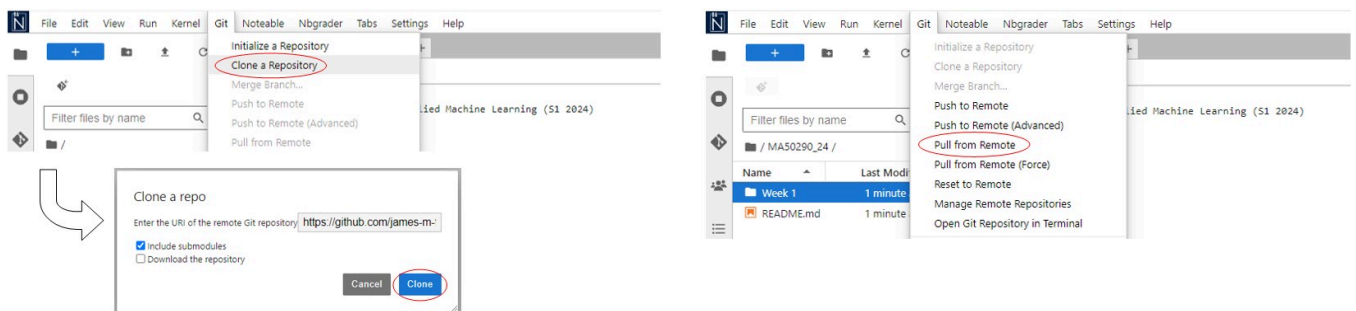 N File Edit View Run Kernel Git Noteable Nbgrader Tabs Settings Help
Initialize a Repository
Clone a Repository
Merge Branch...
Push to Remote
Push to Remote (Advanced)
Pull from Remote
Filter files by name
/
lied Machine Learning (S1 2024)
Clone a repo
Enter the URI of the remote Git repository https://github.com/james-m-
Include submodules
Download the repository
Cancel Clone
N File Edit View Run Kernel Git Noteable Nbgrader Tabs Settings Help
Initialize a Repository
Clone a Repository
Merge Branch...
Push to Remote
Push to Remote (Advanced)
Pull from Remote
Pull from Remote (Force)
Reset to Remote
Manage Remote Repositories
Open Git Repository in Terminal
Filter files by name
/ MA50290_24 /
Name Last Modi
Week 1 1 minute
README.md 1 minute
lied Machine Learning (S1 2024)